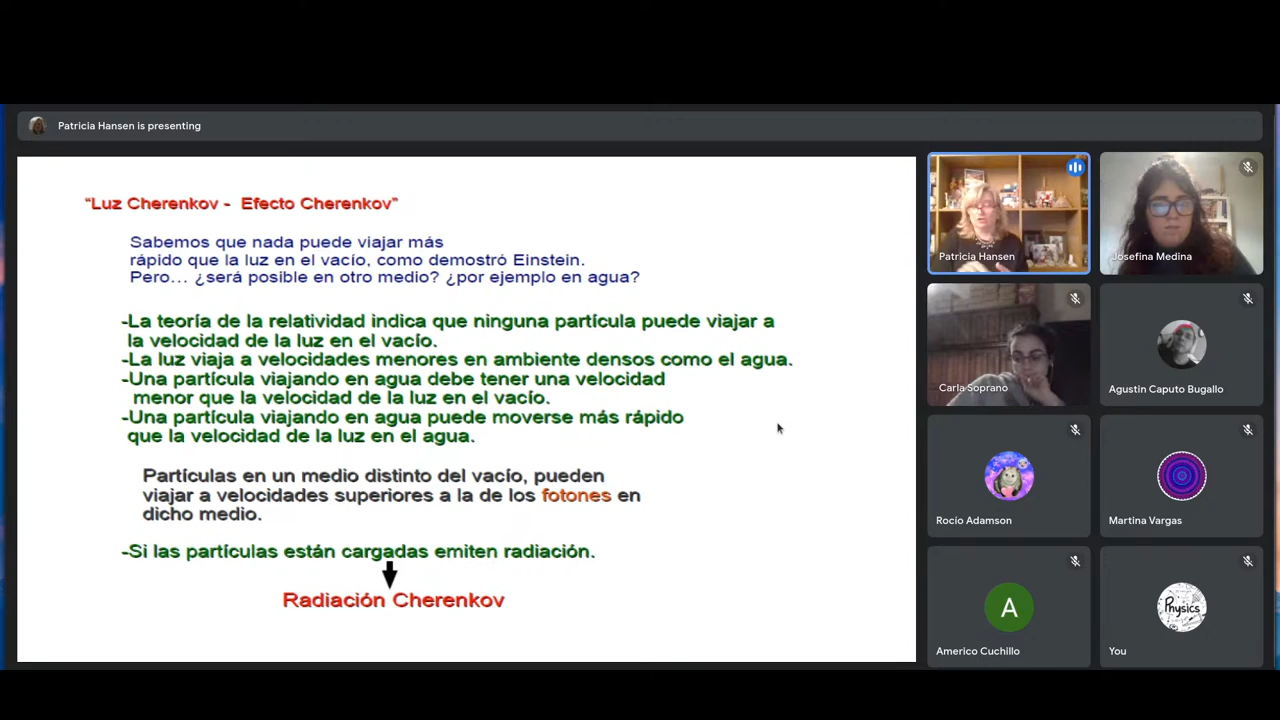 Patricia Hansen is presenting
“Luz Cherenkov - Efecto Cherenkov”
Sabemos que nada puede viajar más
rápido que la luz en el vacío, como demostró Einstein.
Pero... ¿será posible en otro medio? ¿por ejemplo en agua?
-La teoría de la relatividad indica que ninguna partícula puede viajar a
la velocidad de la luz en el vacío.
-La luz viaja a velocidades menores en ambiente densos como el agua.
-Una partícula viajando en agua debe tener una velocidad
menor que la velocidad de la luz en el vacío.
-Una partícula viajando en agua puede moverse más rápido
que la velocidad de la luz en el agua.
Partículas en un medio distinto del vacío, pueden
viajar a velocidades superiores a la de los fotones en
dicho medio.
-Si las partículas están cargadas emiten radiación.
Radiación Cherenkov
Patricia Hansen
Josefina Medina
Carla Soprano
Agustin Caputo Bugallo
Rocío Adamson
Martina Vargas
A
Americo Cuchillo
Physics
You